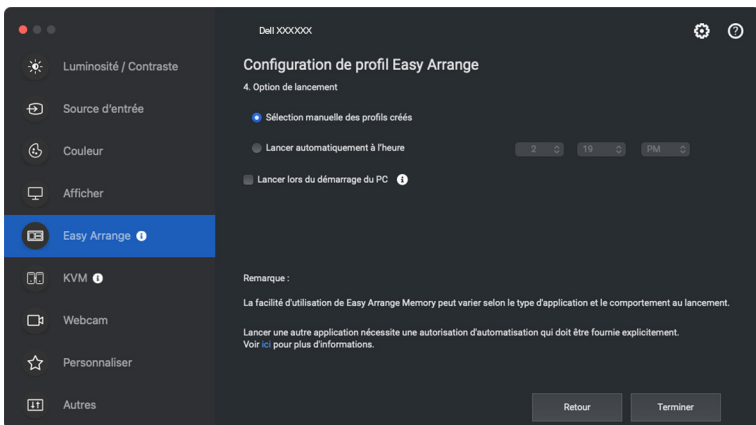 Dell XXXXXX
Luminosité / Contraste
Source d'entrée
Couleur
Afficher
Easy Arrange
KVM
Webcam
Personnaliser
Autres
Configuration de profil Easy Arrange
4. Option de lancement
Sélection manuelle des profils créés
Lancer automatiquement à l'heure 2 19 PM
Lancer lors du démarrage du PC
Remarque :
La facilité d'utilisation de Easy Arrange Memory peut varier selon le type d'application et le comportement au lancement.
Lancer une autre application nécessite une autorisation d'automatisation qui doit être fournie explicitement.
Voir ici pour plus d'informations.
Retour Terminer